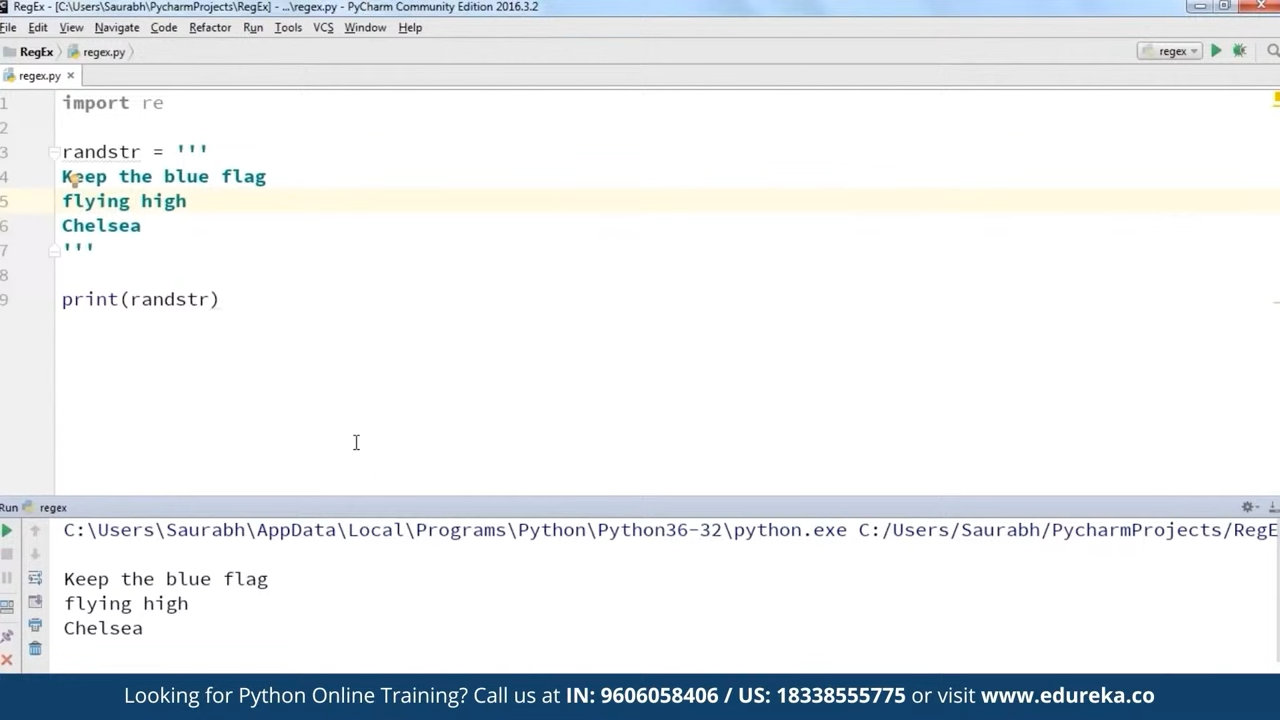 RegEx - [C:\Users\Saurabh\PycharmProjects\RegEx] - ...\regex.py - PyCharm Community Edition 2016.3.2
File Edit View Navigate Code Refactor Run Tools VCS Window Help
RegEx regex.py regex
regex.py
1 import re
2
3 randstr = '''
4 Keep the blue flag
5 flying high
6 Chelsea
7 '''
8
9 print(randstr)
Run regex
C:\Users\Saurabh\AppData\Local\Programs\Python\Python36-32\python.exe C:/Users/Saurabh/PycharmProjects/RegE
Keep the blue flag
flying high
Chelsea
Looking for Python Online Training? Call us at IN: 9606058406 / US: 18338555775 or visit www.edureka.co